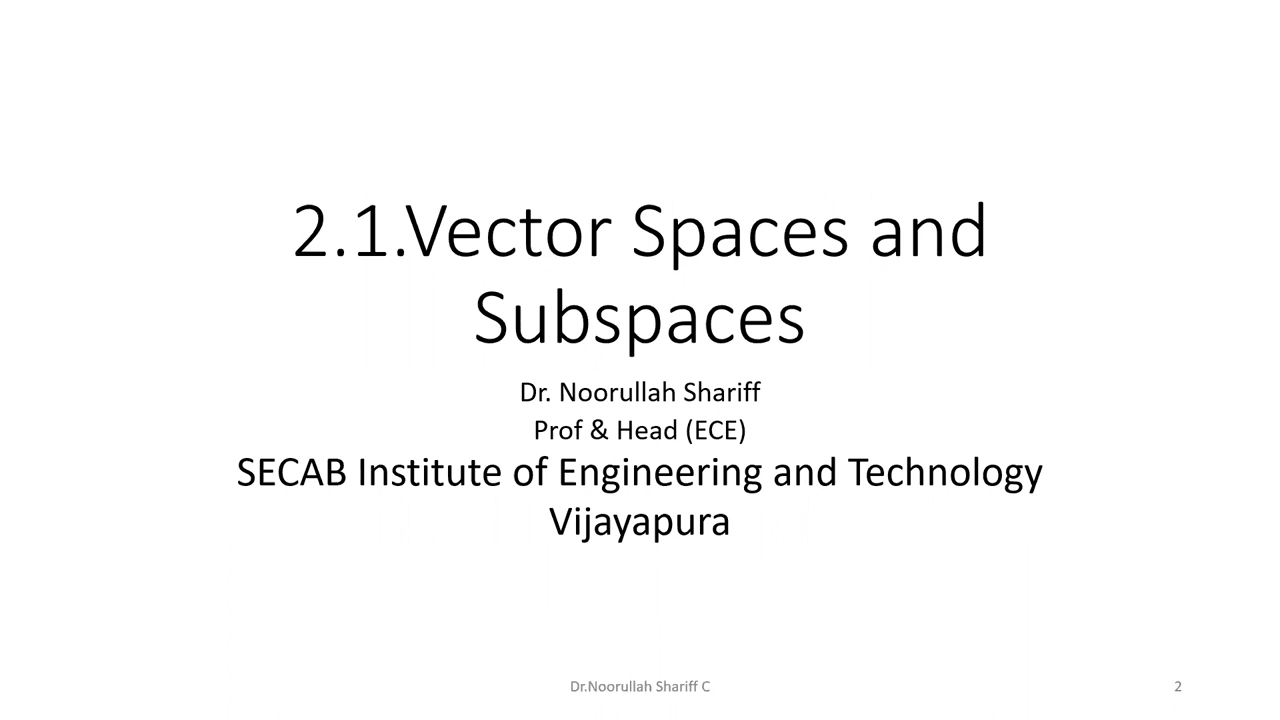 2.1.Vector Spaces and
Subspaces
Dr. Noorullah Shariff
Prof & Head (ECE)
SECAB Institute of Engineering and Technology
Vijayapura
Dr.Noorullah Shariff C
2